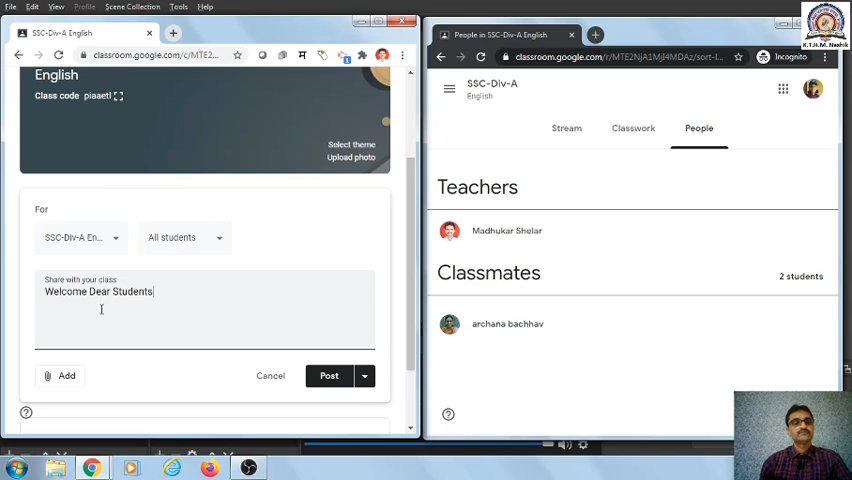 File Edit View Profile Scene Collection Tools Help
SSC-Div-A English
classroom.google.com/c/MTE2
English
Class code piaaetl
Select theme
Upload photo
For
SSC-Div-A En...
All students
Share with your class
Welcome Dear Students
Add
Cancel
Post
People in SSC-Div-A English
classroom.google.com/r/MTE2NjA1MjI4MDAz/sort-l...
Incognito
K.T.H.M. Nashik
SSC-Div-A
English
Stream
Classwork
People
Teachers
Madhukar Shelar
Classmates
2 students
archana bachhav